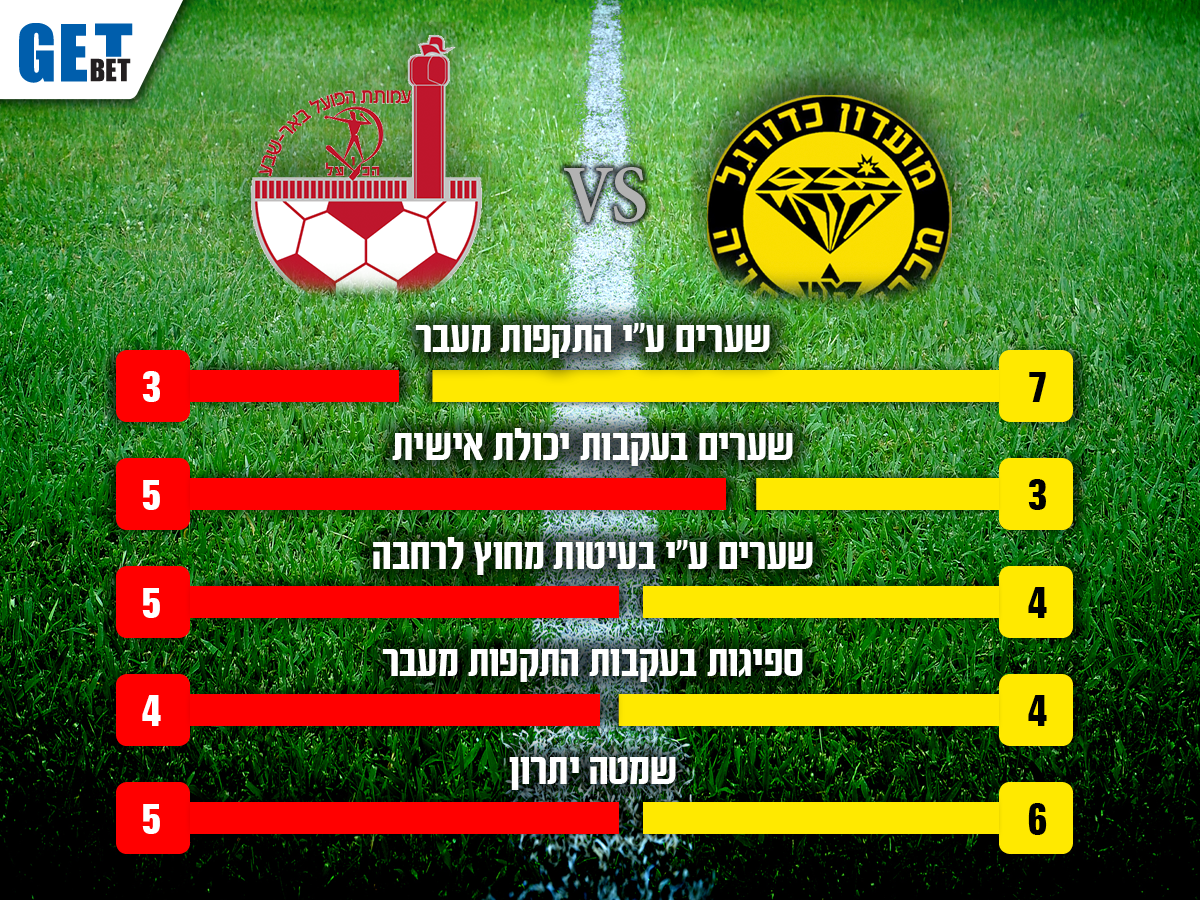 GET
BET
עמותת הפועל באר-שבע
הפועל
VS
מועדון כדורגל
שערים ע"י התקפות מעבר
3 7
שערים בעקבות יכולת אישית
5 3
שערים ע"י בעיטות מחוץ לרחבה
5 4
ספיגות בעקבות התקפות מעבר
4 4
שמטה יתרון
5 6